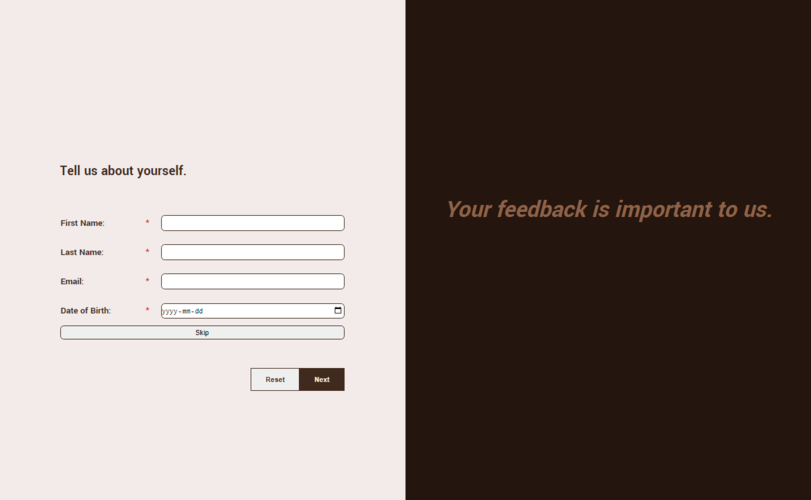 Tell us about yourself.
First Name: *
Last Name: *
Email: *
Date of Birth: * yyyy-mm-dd
Skip
Reset Next
Your feedback is important to us.